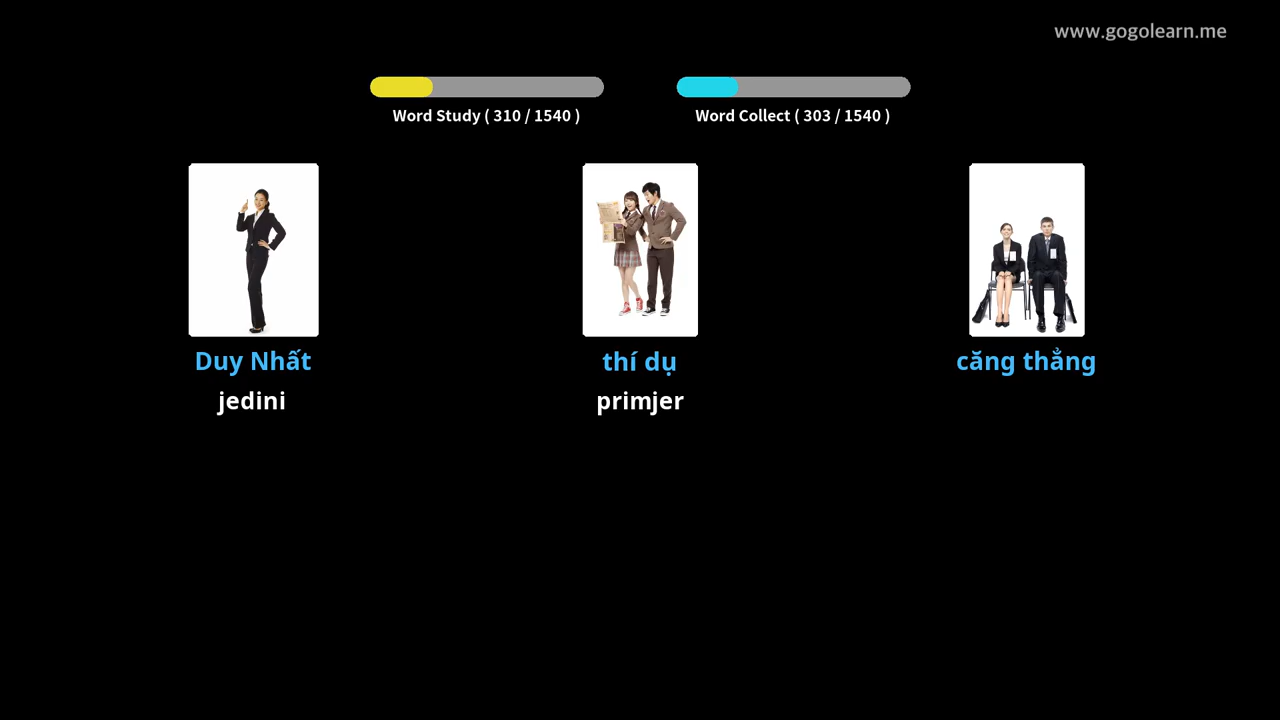 www.gogolearn.me
Word Study ( 310 / 1540 )
Word Collect ( 303 / 1540 )
Duy Nhất
thí dụ
căng thẳng
jedini
primjer